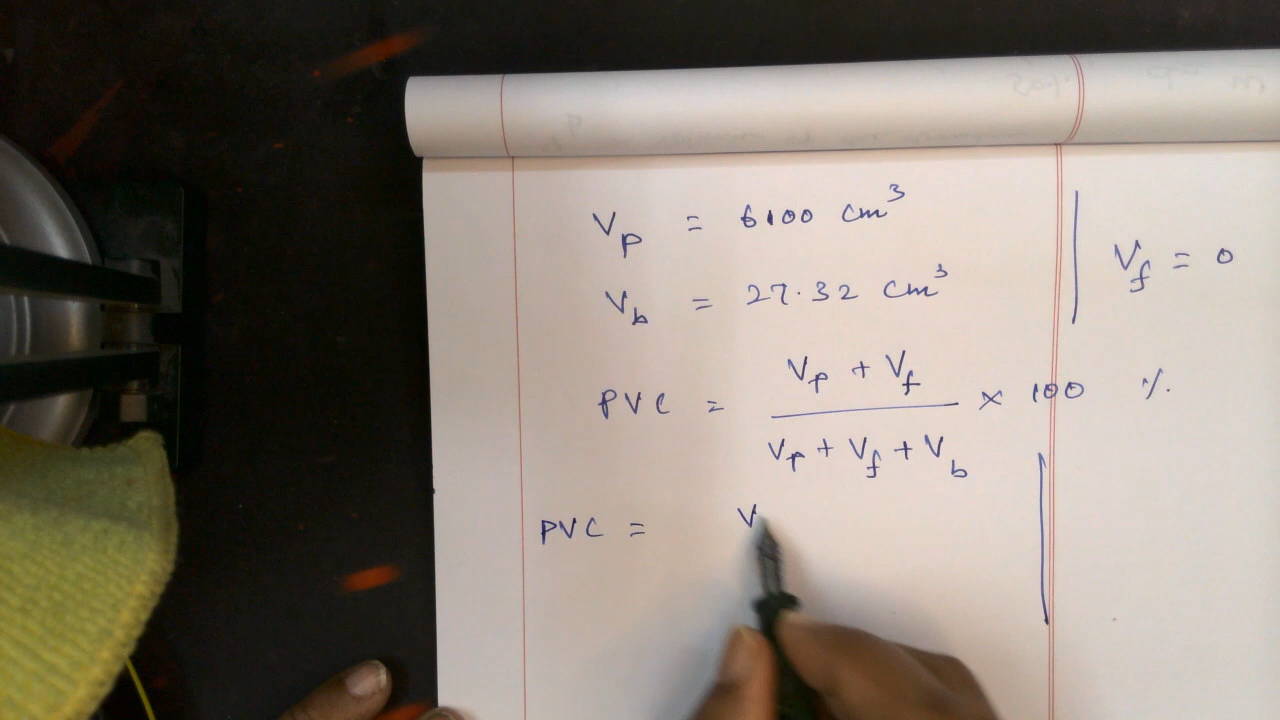 Vp = 6100 cm³
Vb = 27.32 cm³
Vf = 0
PVC = (Vp + Vf) / (Vp + Vf + Vb) × 100 %
PVC = V